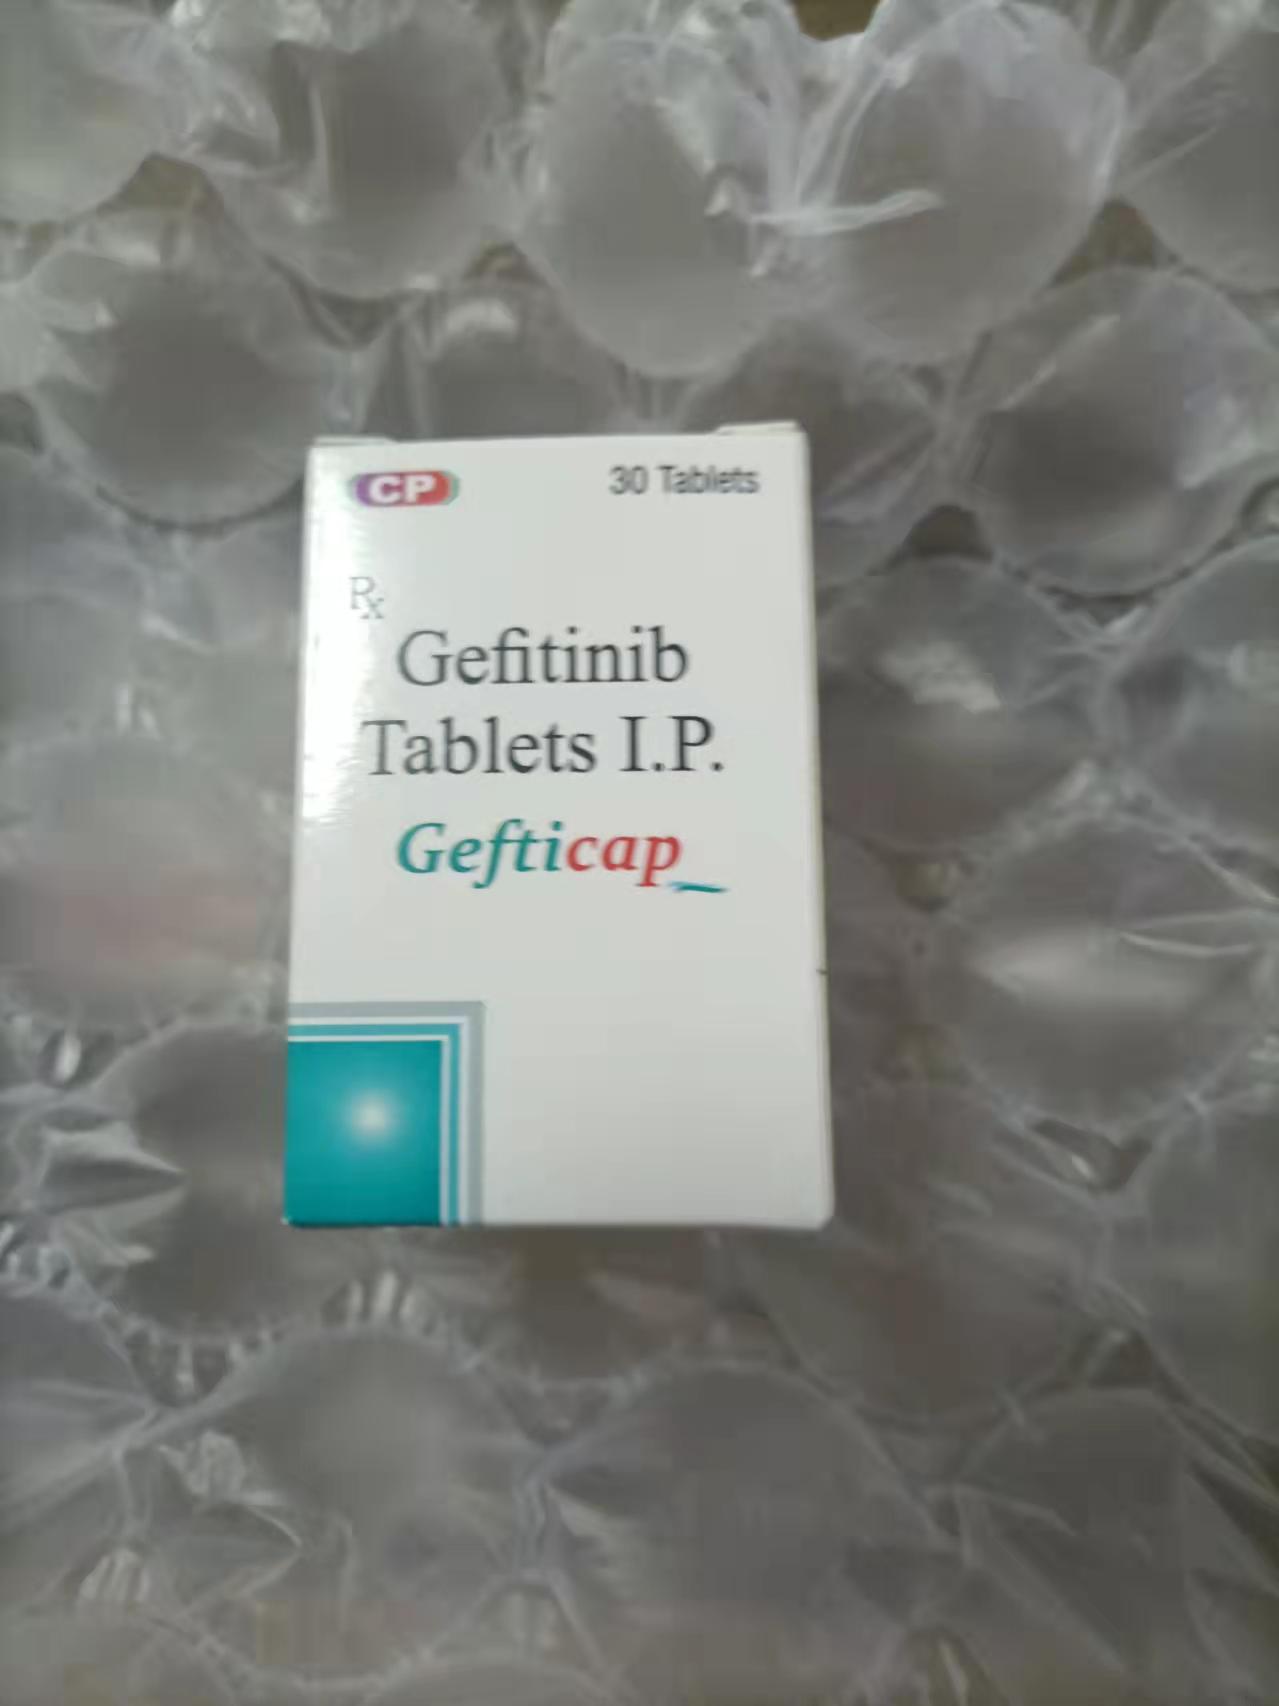 CP
30 Tablets
Rx
Gefitinib
Tablets I.P.
Gefticap